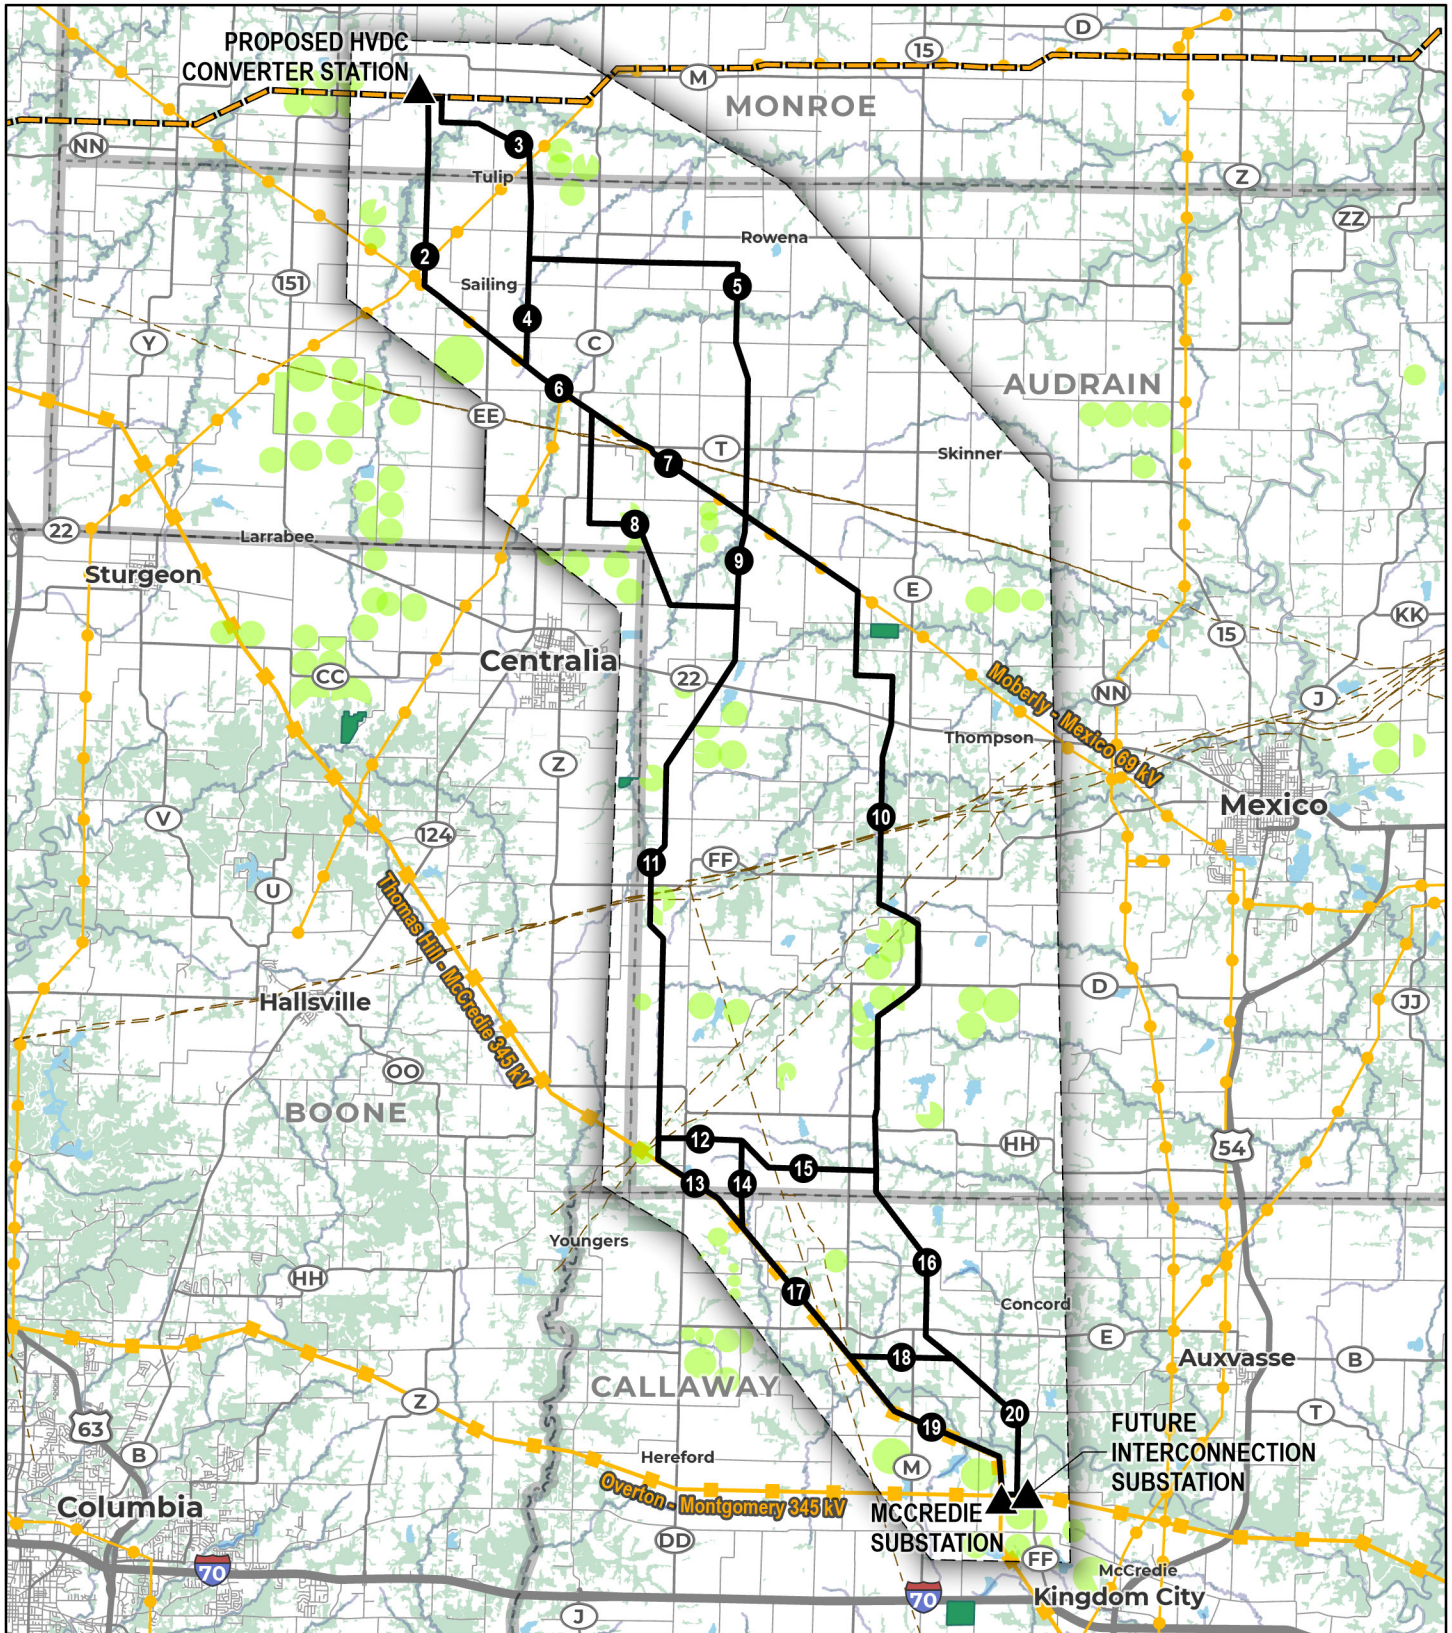 D
PROPOSED HVDC
CONVERTER STATION
15
M
MONROE
NN
3
Tulip
Z
ZZ
Rowena
2
151
Sailing
5
4
Y
C
6
AUDRAIN
EE
T
Skinner
7
22
8
Larrabee
Sturgeon
9
E
KK
15
Centralia
22
CC
Moberly - Mexico 69 kV
NN
J
Thompson
Z
Mexico
V
10
124
11
FF
U
Thomas Hill - McCredie 345 kV
D
Hallsville
JJ
OO
BOONE
12
HH
54
15
13
14
Youngers
16
HH
17
Concord
E
18
Auxvasse
B
CALLAWAY
Z
20
T
63
19
FUTURE
INTERCONNECTION
SUBSTATION
B
Hereford
M
Overton - Montgomery 345 kV
Columbia
MCCREDIE
SUBSTATION
DD
FF
70
McCredie
70
Kingdom City
J